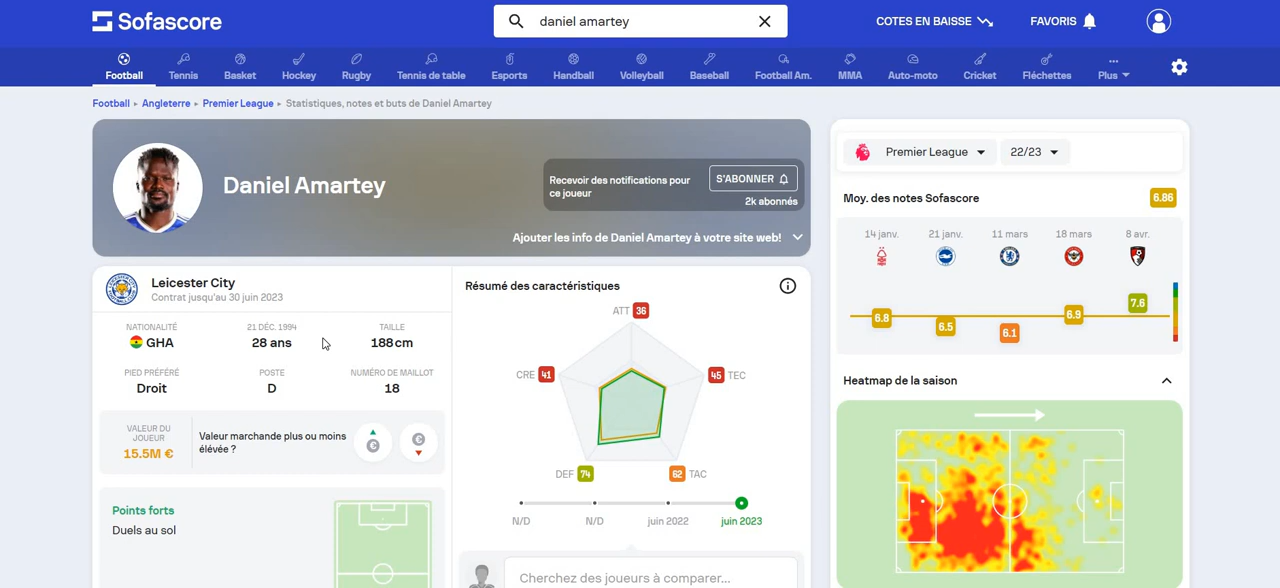 Sofascore
daniel amartey
COTES EN BAISSE
FAVORIS
Football
Tennis
Basket
Hockey
Rugby
Tennis de table
Esports
Handball
Volleyball
Baseball
Football Am.
MMA
Auto-moto
Cricket
Fléchettes
Plus
Football ▸ Angleterre ▸ Premier League ▸ Statistiques, notes et buts de Daniel Amartey
Daniel Amartey
Recevoir des notifications pour
ce joueur
S'ABONNER
2k abonnés
Ajouter les info de Daniel Amartey à votre site web!
Leicester City
Contrat jusqu'au 30 juin 2023
NATIONALITÉ
GHA
21 DÉC. 1994
28 ans
TAILLE
188 cm
PIED PRÉFÉRÉ
Droit
POSTE
D
NUMÉRO DE MAILLOT
18
VALEUR DU
JOUEUR
15.5M €
Valeur marchande plus ou moins
élevée ?
€
€
Points forts
Duels au sol
Résumé des caractéristiques
ATT 36
CRE 41
45 TEC
DEF 74
62 TAC
N/D
N/D
juin 2022
juin 2023
Cherchez des joueurs à comparer...
Premier League
22/23
Moy. des notes Sofascore
6.86
14 janv.
21 janv.
11 mars
18 mars
8 avr.
6.8
6.5
6.1
6.9
7.6
Heatmap de la saison